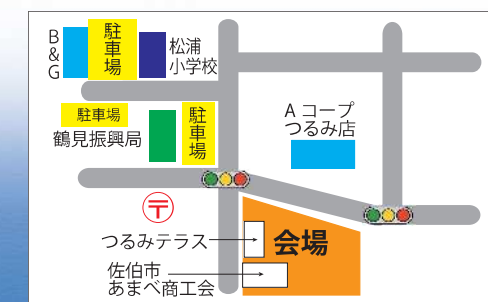 B
&
G
駐車場
松浦
小学校
駐車場
鶴見振興局
駐車場
A コープ
つるみ店
〒
つるみテラス
会場
佐伯市
あまべ商工会